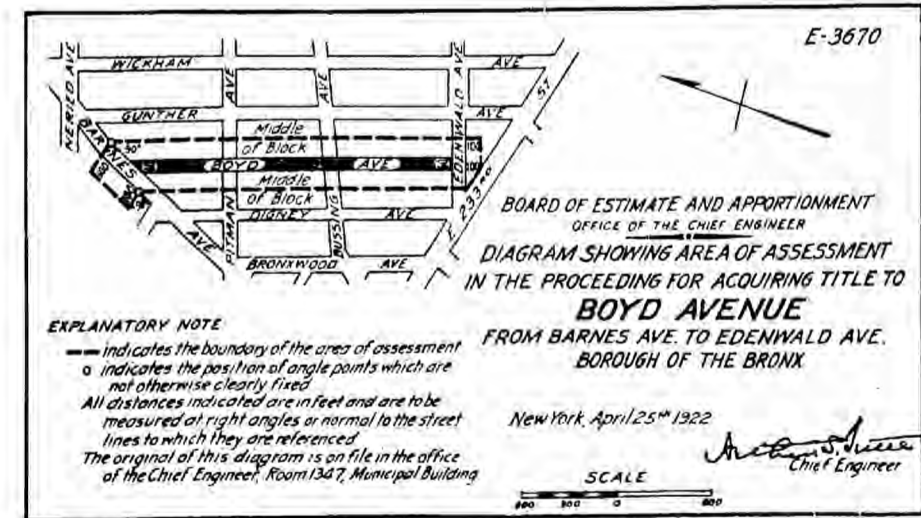 E-3670
NERIED AVE
WICKHAM AVE
AVE
AVE
EDENWALD AVE
ST
GUNTHER AVE
BARNES
Middle
of Block
BOYD AVE
Middle
of Block
100
100
233RD
DIGNEY AVE
PITMAN
BUSSING
AVE
BRONXWOOD AVE
BOARD OF ESTIMATE AND APPORTIONMENT
OFFICE OF THE CHIEF ENGINEER
DIAGRAM SHOWING AREA OF ASSESSMENT
IN THE PROCEEDING FOR ACQUIRING TITLE TO
BOYD AVENUE
FROM BARNES AVE. TO EDENWALD AVE.
BOROUGH OF THE BRONX
EXPLANATORY NOTE
indicates the boundary of the area of assessment
indicates the position of angle points which are
not otherwise clearly fixed
All distances indicated are in feet and are to be
measured at right angles or normal to the street
lines to which they are referenced
The original of this diagram is on file in the office
of the Chief Engineer, Room 1347, Municipal Building
New York, April 25TH 1922
Chief Engineer
SCALE
600 300 0 600